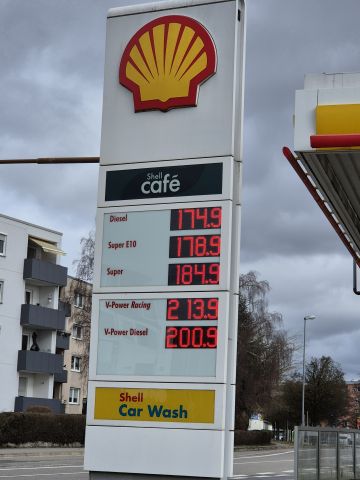 Shell
café
Diesel 174.9
Super E10 178.9
Super 184.9
V-Power Racing 213.9
V-Power Diesel 200.9
Shell
Car Wash